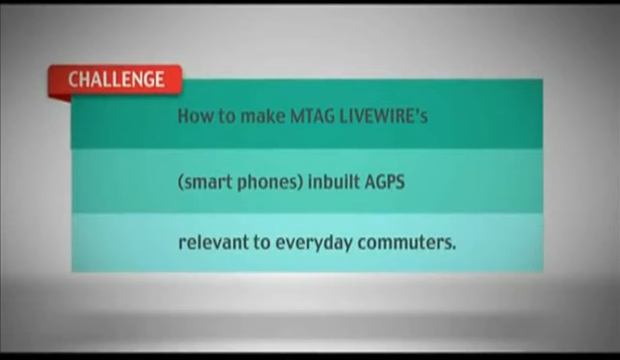 CHALLENGE
How to make MTAG LIVEWIRE's
(smart phones) inbuilt AGPS
relevant to everyday commuters.